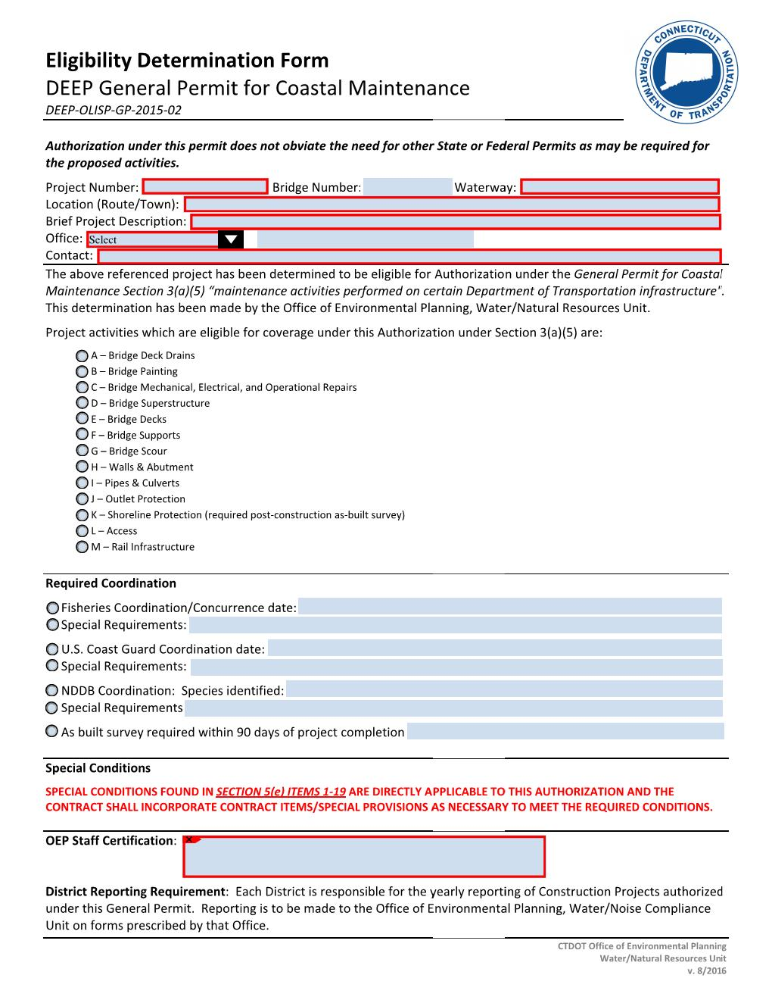 CONNECTICUT
DEPARTMENT OF TRANSPORTATION
Eligibility Determination Form
DEEP General Permit for Coastal Maintenance
DEEP-OLISP-GP-2015-02
Authorization under this permit does not obviate the need for other State or Federal Permits as may be required for
the proposed activities.
Project Number: Bridge Number: Waterway:
Location (Route/Town):
Brief Project Description:
Office: Select
Contact:
The above referenced project has been determined to be eligible for Authorization under the General Permit for Coastal
Maintenance Section 3(a)(5) “maintenance activities performed on certain Department of Transportation infrastructure".
This determination has been made by the Office of Environmental Planning, Water/Natural Resources Unit.
Project activities which are eligible for coverage under this Authorization under Section 3(a)(5) are:
A – Bridge Deck Drains
B – Bridge Painting
C – Bridge Mechanical, Electrical, and Operational Repairs
D – Bridge Superstructure
E – Bridge Decks
F – Bridge Supports
G – Bridge Scour
H – Walls & Abutment
I – Pipes & Culverts
J – Outlet Protection
K – Shoreline Protection (required post-construction as-built survey)
L – Access
M – Rail Infrastructure
Required Coordination
Fisheries Coordination/Concurrence date:
Special Requirements:
U.S. Coast Guard Coordination date:
Special Requirements:
NDDB Coordination:  Species identified:
Special Requirements
As built survey required within 90 days of project completion
Special Conditions
SPECIAL CONDITIONS FOUND IN SECTION 5(e) ITEMS 1-19 ARE DIRECTLY APPLICABLE TO THIS AUTHORIZATION AND THE
CONTRACT SHALL INCORPORATE CONTRACT ITEMS/SPECIAL PROVISIONS AS NECESSARY TO MEET THE REQUIRED CONDITIONS.
OEP Staff Certification:
District Reporting Requirement:  Each District is responsible for the yearly reporting of Construction Projects authorized
under this General Permit.  Reporting is to be made to the Office of Environmental Planning, Water/Noise Compliance
Unit on forms prescribed by that Office.
CTDOT Office of Environmental Planning
Water/Natural Resources Unit
v. 8/2016